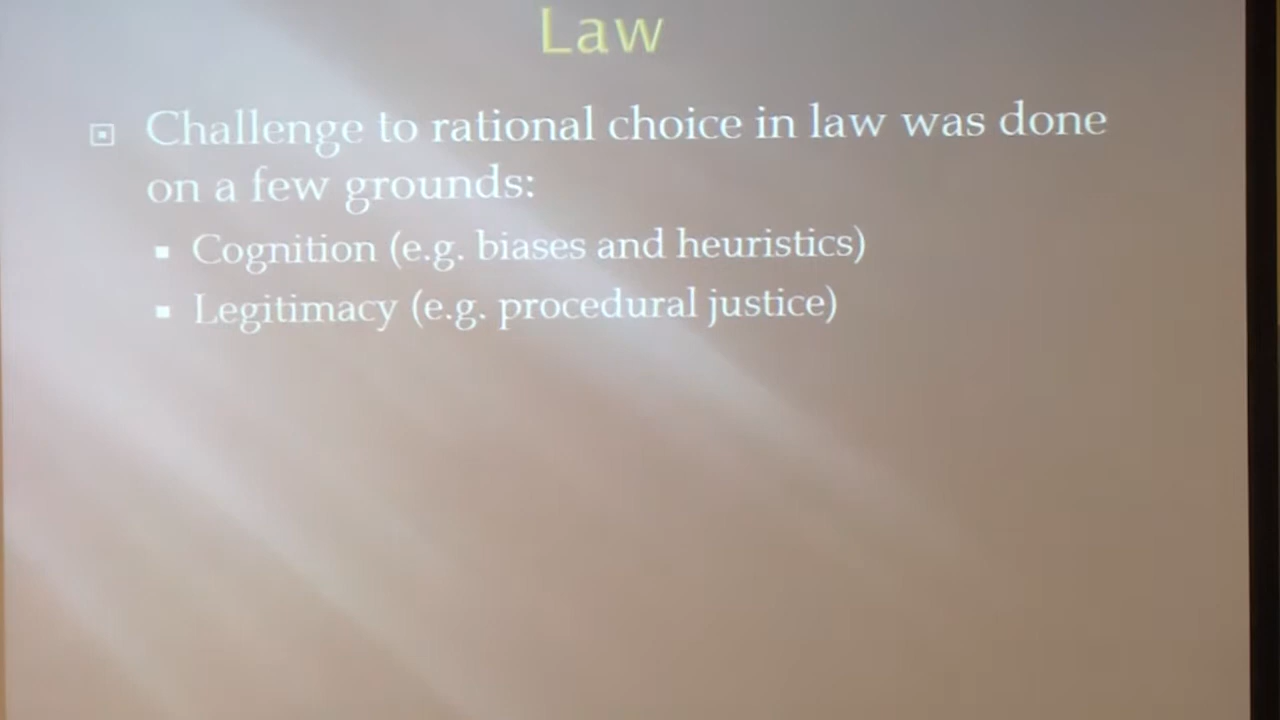 Law
Challenge to rational choice in law was done
on a few grounds:
Cognition (e.g. biases and heuristics)
Legitimacy (e.g. procedural justice)